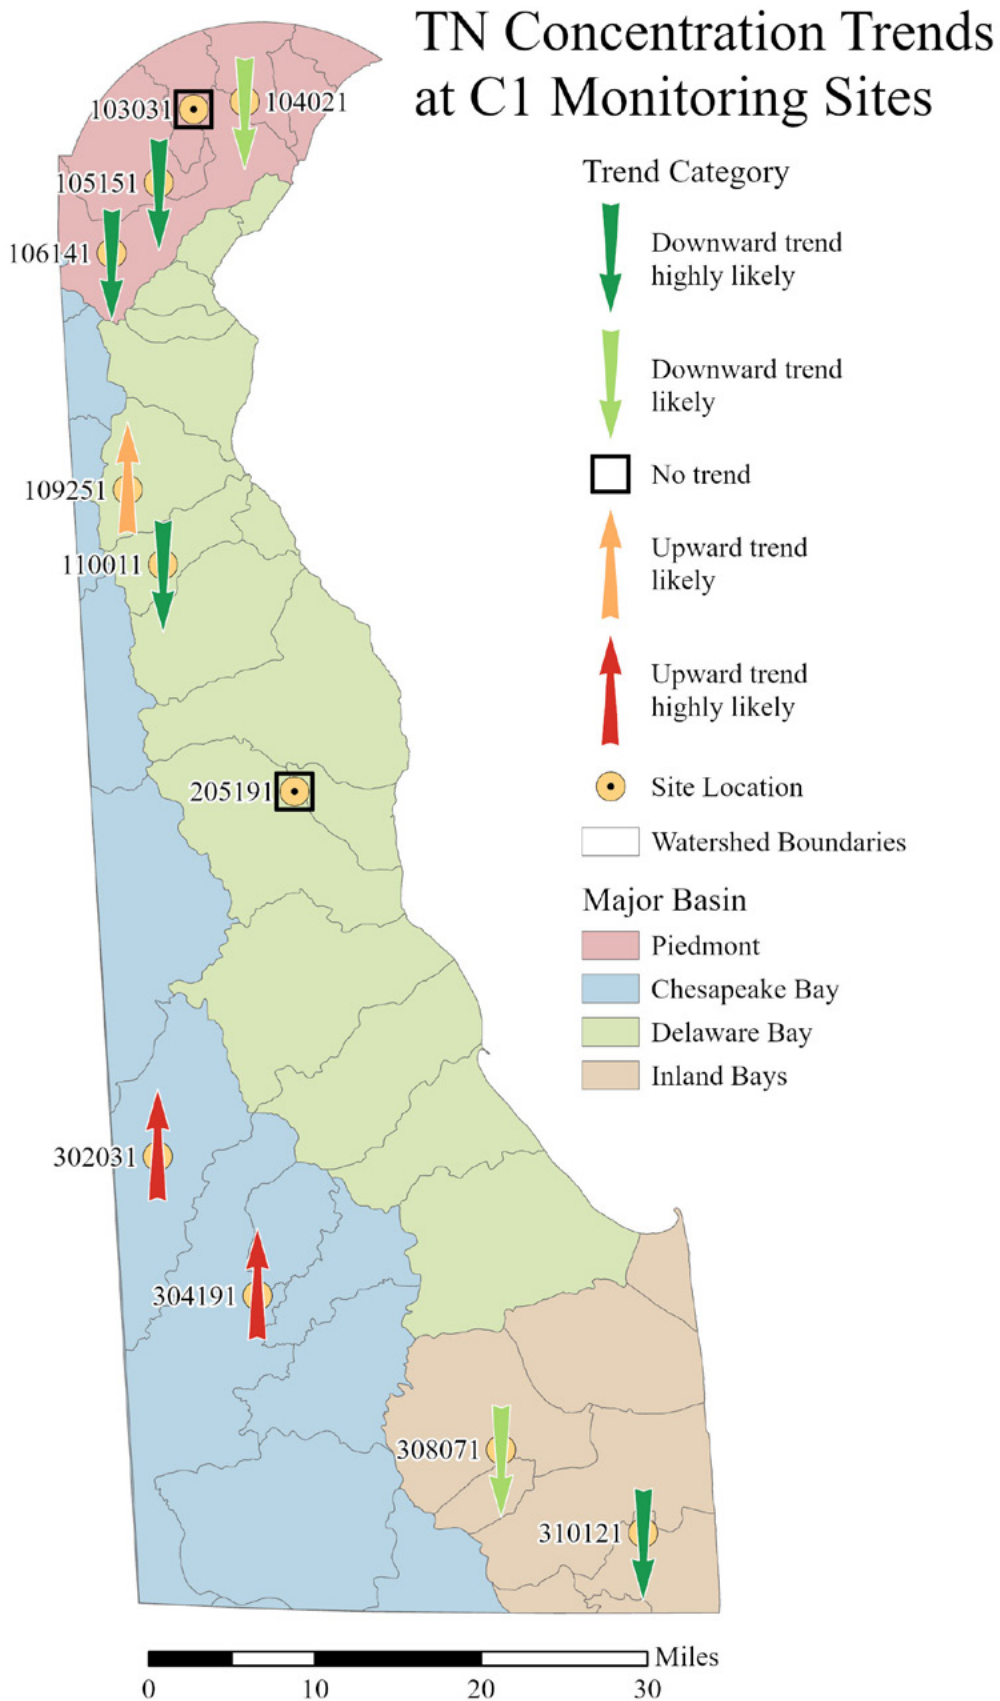 TN Concentration Trends
at C1 Monitoring Sites
103031
104021
105151
106141
109251
110011
205191
302031
304191
308071
310121
Trend Category
Downward trend
highly likely
Downward trend
likely
No trend
Upward trend
likely
Upward trend
highly likely
Site Location
Watershed Boundaries
Major Basin
Piedmont
Chesapeake Bay
Delaware Bay
Inland Bays
Miles
0 10 20 30